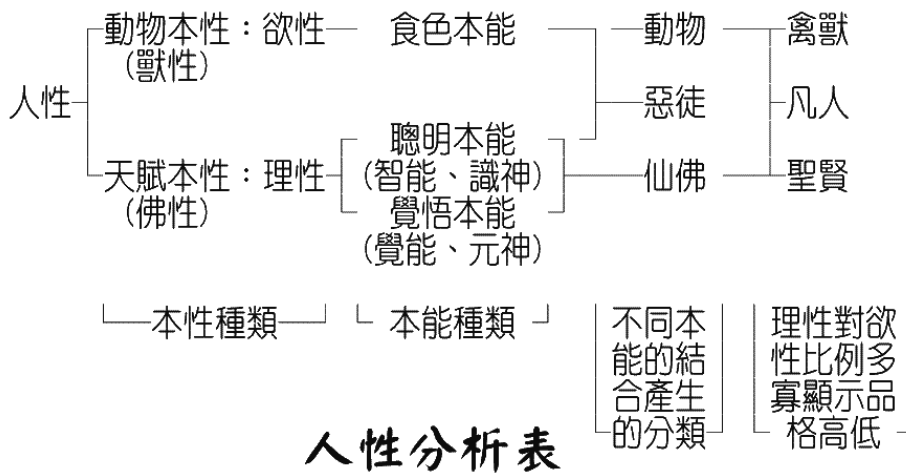 動物本性：欲性 食色本能 動物 禽獸
(獸性)
人性 惡徒 凡人
聰明本能
天賦本性：理性 (智能、識神) 仙佛 聖賢
(佛性) 覺悟本能
(覺能、元神)
本性種類 本能種類 不同本 理性對欲
能的結 性比例多
合產生 寡顯示品
的分類 格高低
人性分析表